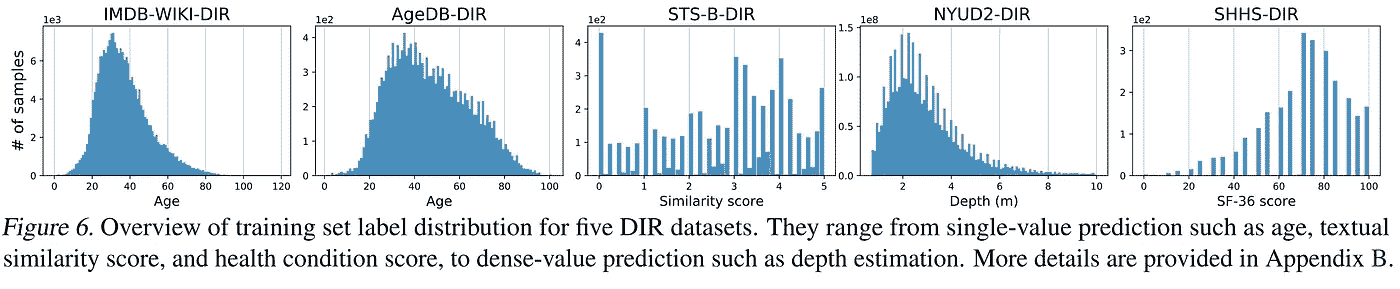 IMDB-WIKI-DIR AgeDB-DIR STS-B-DIR NYUD2-DIR SHHS-DIR
1e3 1e2 1e2 1e8 1e2
# of samples
6
4
2
0
0 20 40 60 80 100 120
Age
4
3
2
1
0
0 20 40 60 80 100
Age
4
3
2
1
0
0 1 2 3 4 5
Similarity score
1.5
1.0
0.5
0.0
2 4 6 8 10
Depth (m)
3
2
1
0
0 20 40 60 80 100
SF-36 score
Figure 6. Overview of training set label distribution for five DIR datasets. They range from single-value prediction such as age, textual
similarity score, and health condition score, to dense-value prediction such as depth estimation. More details are provided in Appendix B.